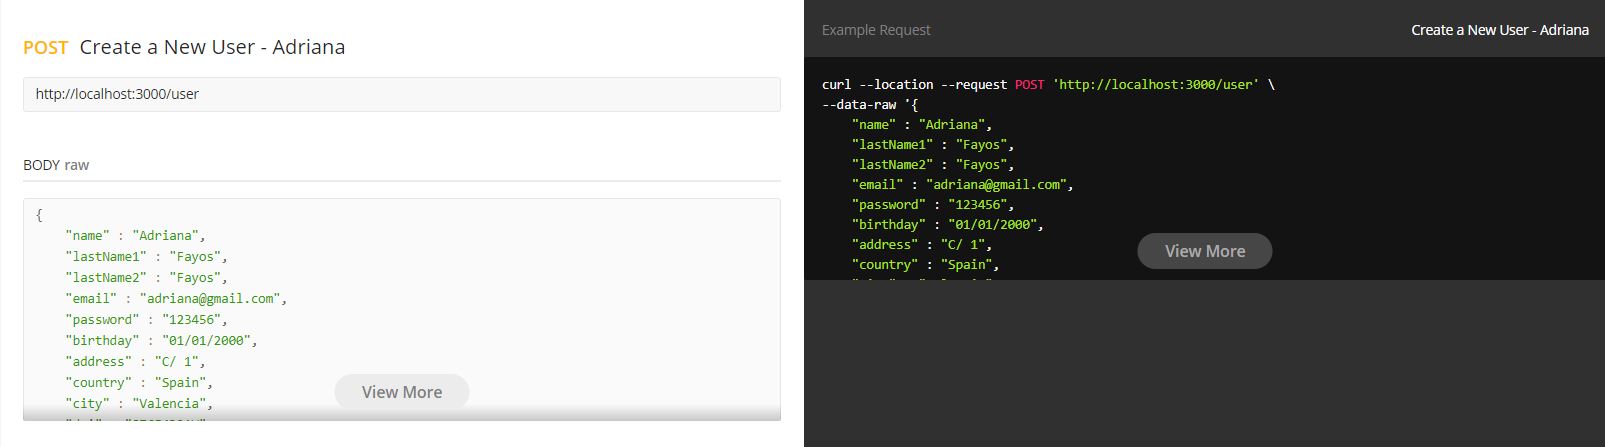 POST Create a New User - Adriana
http://localhost:3000/user
BODY raw
{
"name" : "Adriana",
"lastName1" : "Fayos",
"lastName2" : "Fayos",
"email" : "adriana@gmail.com",
"password" : "123456",
"birthday" : "01/01/2000",
"address" : "C/ 1",
"country" : "Spain",
"city" : "Valencia",
View More
Example Request
Create a New User - Adriana
curl --location --request POST 'http://localhost:3000/user' \
--data-raw '{
"name" : "Adriana",
"lastName1" : "Fayos",
"lastName2" : "Fayos",
"email" : "adriana@gmail.com",
"password" : "123456",
"birthday" : "01/01/2000",
"address" : "C/ 1",
"country" : "Spain",
View More